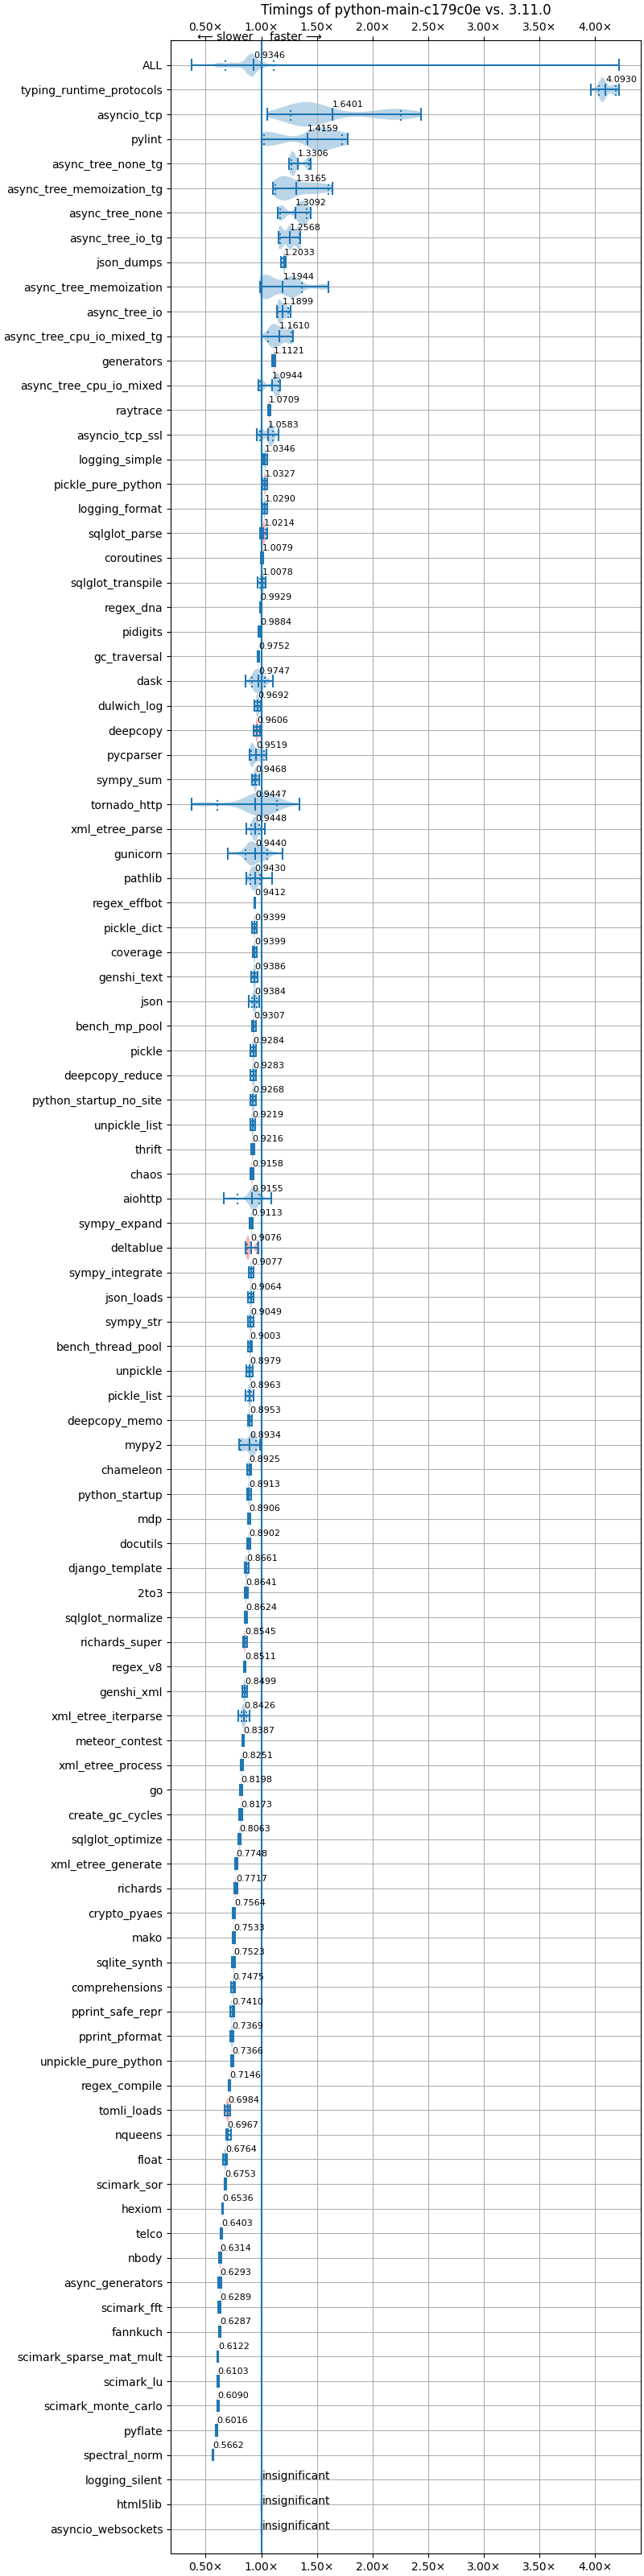 Timings of python-main-c179c0e vs. 3.11.0
0.50× 1.00× 1.50× 2.00× 2.50× 3.00× 3.50× 4.00×
⟵ slower faster ⟶
ALL 0.9346
typing_runtime_protocols 4.0930
asyncio_tcp 1.6401
pylint 1.4159
async_tree_none_tg 1.3306
async_tree_memoization_tg 1.3165
async_tree_none 1.3092
async_tree_io_tg 1.2568
json_dumps 1.2033
async_tree_memoization 1.1944
async_tree_io 1.1899
async_tree_cpu_io_mixed_tg 1.1610
generators 1.1121
async_tree_cpu_io_mixed 1.0944
raytrace 1.0709
asyncio_tcp_ssl 1.0583
logging_simple 1.0346
pickle_pure_python 1.0327
logging_format 1.0290
sqlglot_parse 1.0214
coroutines 1.0079
sqlglot_transpile 1.0078
regex_dna 0.9929
pidigits 0.9884
gc_traversal 0.9752
dask 0.9747
dulwich_log 0.9692
deepcopy 0.9606
pycparser 0.9519
sympy_sum 0.9468
tornado_http 0.9447
xml_etree_parse 0.9448
gunicorn 0.9440
pathlib 0.9430
regex_effbot 0.9412
pickle_dict 0.9399
coverage 0.9399
genshi_text 0.9386
json 0.9384
bench_mp_pool 0.9307
pickle 0.9284
deepcopy_reduce 0.9283
python_startup_no_site 0.9268
unpickle_list 0.9219
thrift 0.9216
chaos 0.9158
aiohttp 0.9155
sympy_expand 0.9113
deltablue 0.9076
sympy_integrate 0.9077
json_loads 0.9064
sympy_str 0.9049
bench_thread_pool 0.9003
unpickle 0.8979
pickle_list 0.8963
deepcopy_memo 0.8953
mypy2 0.8934
chameleon 0.8925
python_startup 0.8913
mdp 0.8906
docutils 0.8902
django_template 0.8661
2to3 0.8641
sqlglot_normalize 0.8624
richards_super 0.8545
regex_v8 0.8511
genshi_xml 0.8499
xml_etree_iterparse 0.8426
meteor_contest 0.8387
xml_etree_process 0.8251
go 0.8198
create_gc_cycles 0.8173
sqlglot_optimize 0.8063
xml_etree_generate 0.7748
richards 0.7717
crypto_pyaes 0.7564
mako 0.7533
sqlite_synth 0.7523
comprehensions 0.7475
pprint_safe_repr 0.7410
pprint_pformat 0.7369
unpickle_pure_python 0.7366
regex_compile 0.7146
tomli_loads 0.6984
nqueens 0.6967
float 0.6764
scimark_sor 0.6753
hexiom 0.6536
telco 0.6403
nbody 0.6314
async_generators 0.6293
scimark_fft 0.6289
fannkuch 0.6287
scimark_sparse_mat_mult 0.6122
scimark_lu 0.6103
scimark_monte_carlo 0.6090
pyflate 0.6016
spectral_norm 0.5662
logging_silent insignificant
html5lib insignificant
asyncio_websockets insignificant
0.50× 1.00× 1.50× 2.00× 2.50× 3.00× 3.50× 4.00×